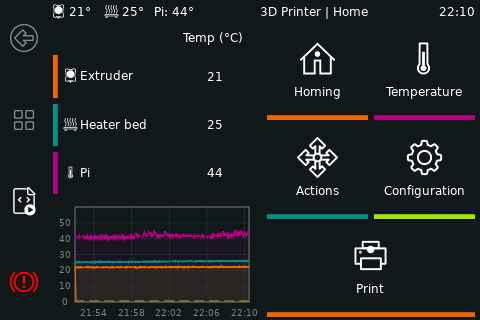 21° 25° Pi: 44° 3D Printer | Home 22:10
Temp (°C)
Extruder 21
Heater bed 25
Pi 44
Homing
Temperature
Actions
Configuration
Print
50
40
30
20
10
0
21:54 21:58 22:02 22:06 22:10